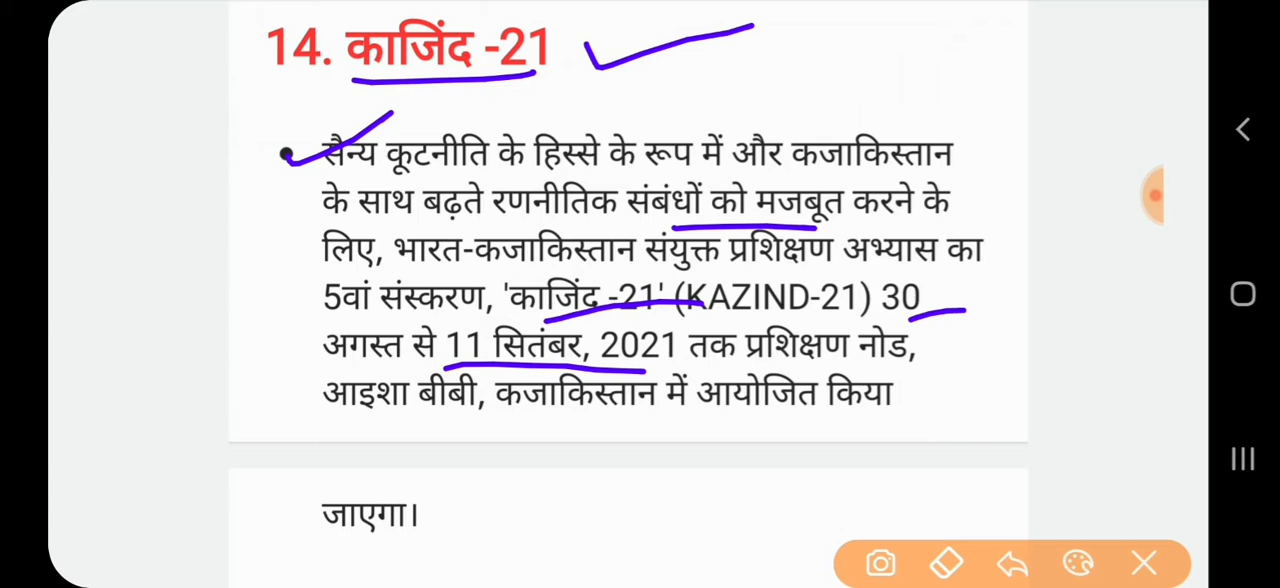 14. काजिंद -21
सैन्य कूटनीति के हिस्से के रूप में और कजाकिस्तान
के साथ बढ़ते रणनीतिक संबंधों को मजबूत करने के
लिए, भारत-कजाकिस्तान संयुक्त प्रशिक्षण अभ्यास का
5वां संस्करण, 'काजिंद -21' (KAZIND-21) 30
अगस्त से 11 सितंबर, 2021 तक प्रशिक्षण नोड,
आइशा बीबी, कजाकिस्तान में आयोजित किया
जाएगा।